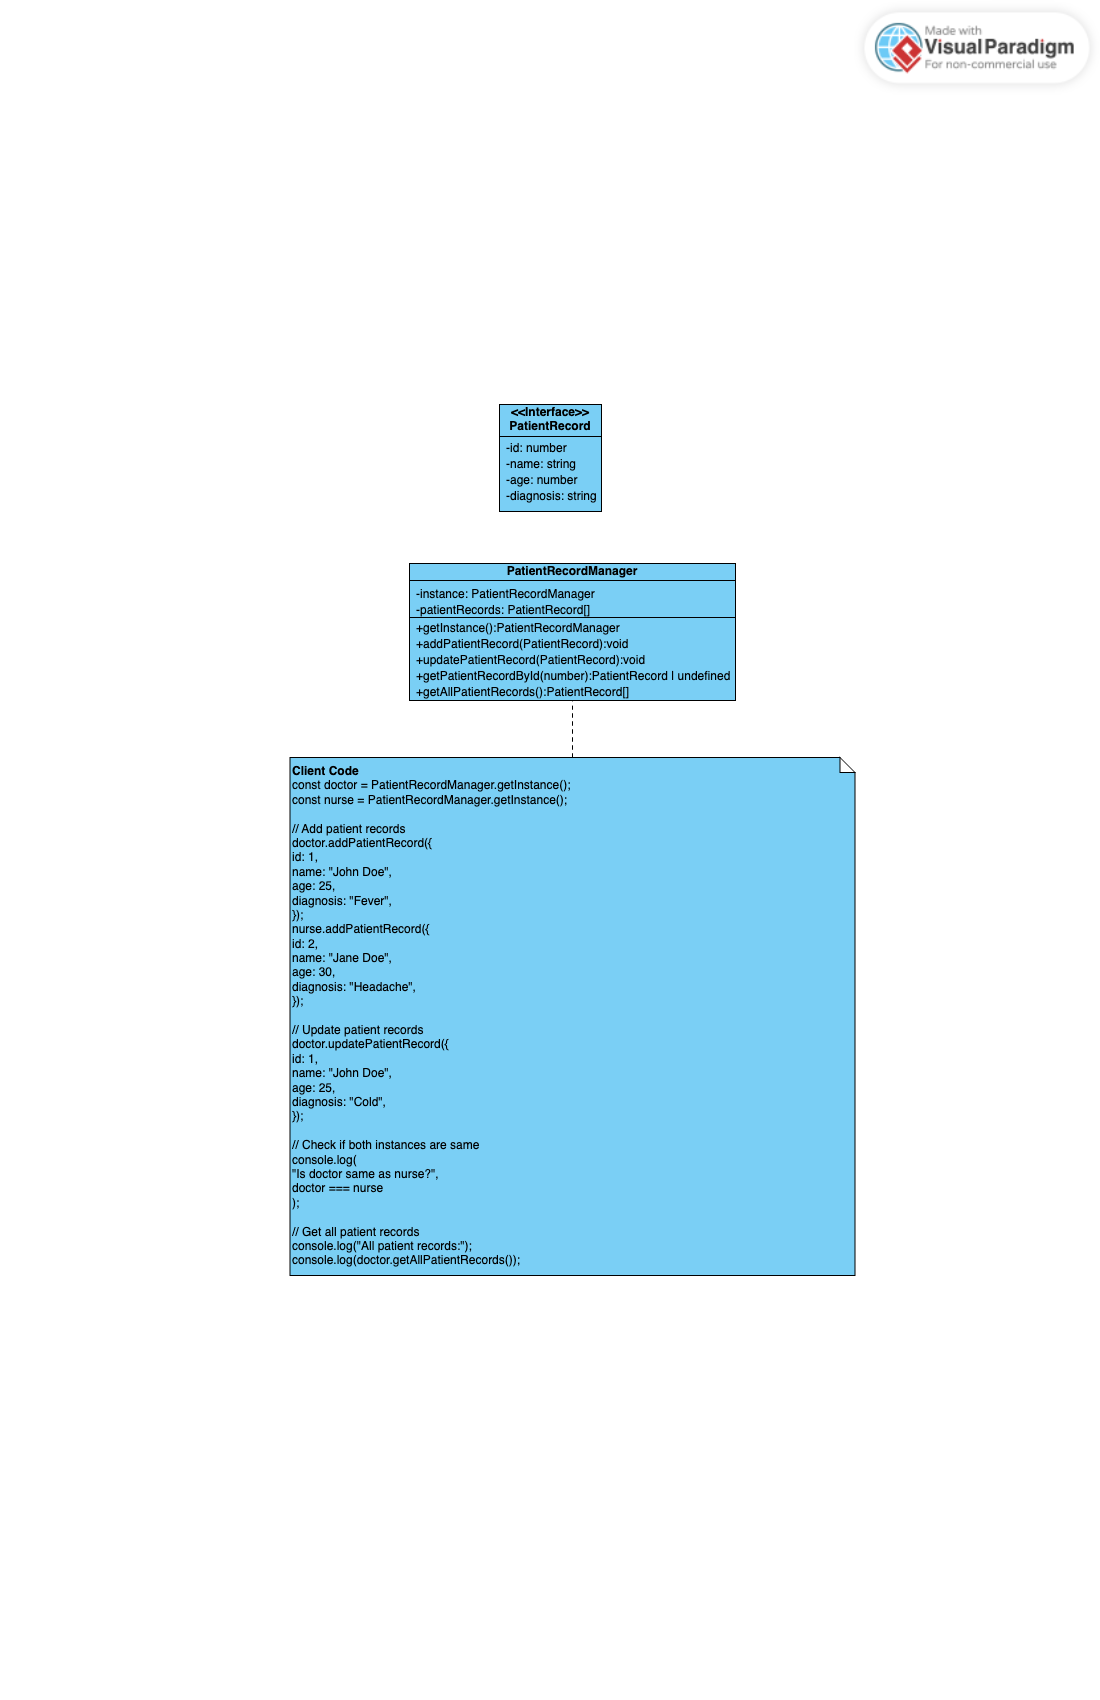 Made with
Visual Paradigm
For non-commercial use
<<Interface>>
PatientRecord
-id: number
-name: string
-age: number
-diagnosis: string
PatientRecordManager
-instance: PatientRecordManager
-patientRecords: PatientRecord[]
+getInstance():PatientRecordManager
+addPatientRecord(PatientRecord):void
+updatePatientRecord(PatientRecord):void
+getPatientRecordById(number):PatientRecord | undefined
+getAllPatientRecords():PatientRecord[]
Client Code
const doctor = PatientRecordManager.getInstance();
const nurse = PatientRecordManager.getInstance();
// Add patient records
doctor.addPatientRecord({
id: 1,
name: "John Doe",
age: 25,
diagnosis: "Fever",
});
nurse.addPatientRecord({
id: 2,
name: "Jane Doe",
age: 30,
diagnosis: "Headache",
});
// Update patient records
doctor.updatePatientRecord({
id: 1,
name: "John Doe",
age: 25,
diagnosis: "Cold",
});
// Check if both instances are same
console.log(
"Is doctor same as nurse?",
doctor === nurse
);
// Get all patient records
console.log("All patient records:");
console.log(doctor.getAllPatientRecords());